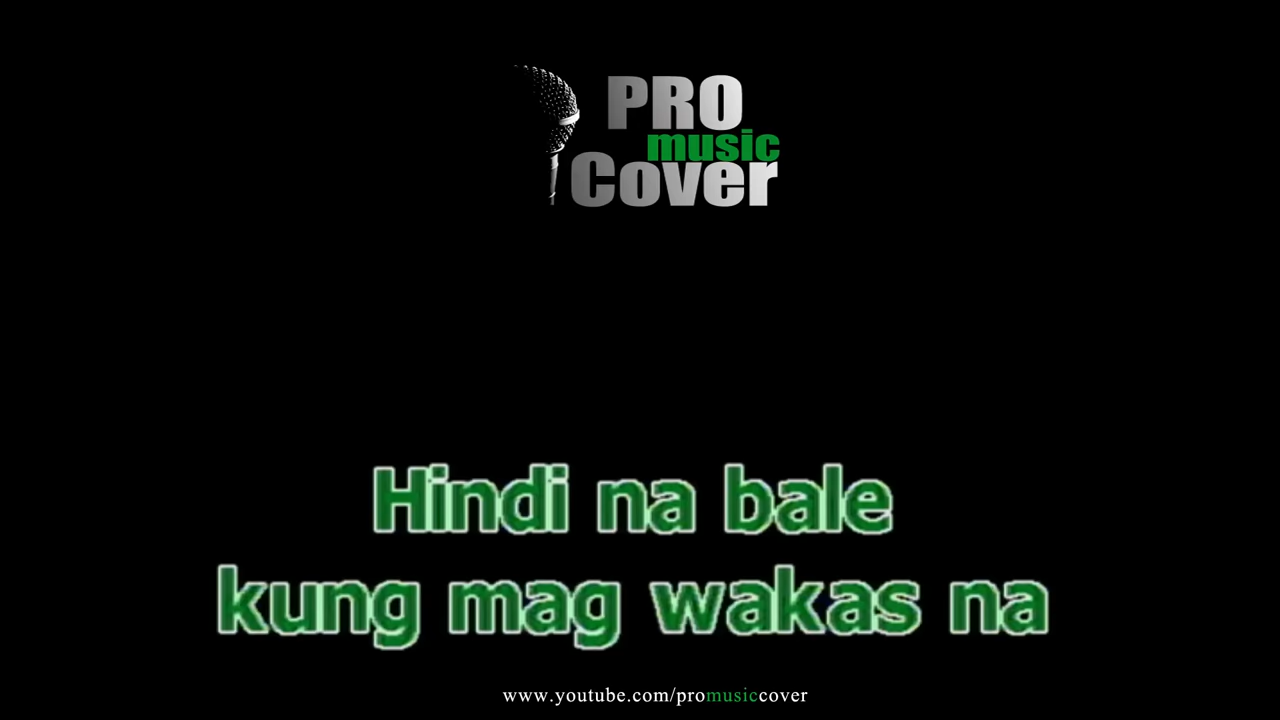 PRO
music
Cover
Hindi na bale
kung mag wakas na
www.youtube.com/promusiccover